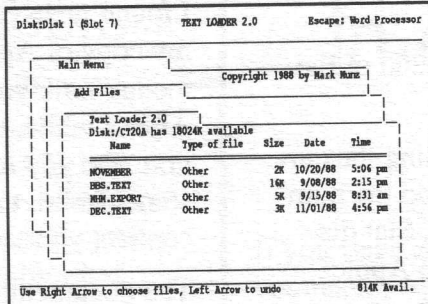 Disk:Disk 1 (Slot 7) TEXT LOADER 2.0 Escape: Word Processor
Main Menu
Copyright 1988 by Mark Munz
Add Files
Text Loader 2.0
Disk:/CT20A has 18024K available
Name Type of file Size Date Time
NOVEMBER Other 2K 10/20/88 5:06 pm
BBS.TEXT Other 16K 9/08/88 2:15 pm
MHM.EXPORT Other 5K 9/15/88 8:31 am
DEC.TEXT Other 3K 11/01/88 4:56 pm
Use Right Arrow to choose files, Left Arrow to undo 814K Avail.